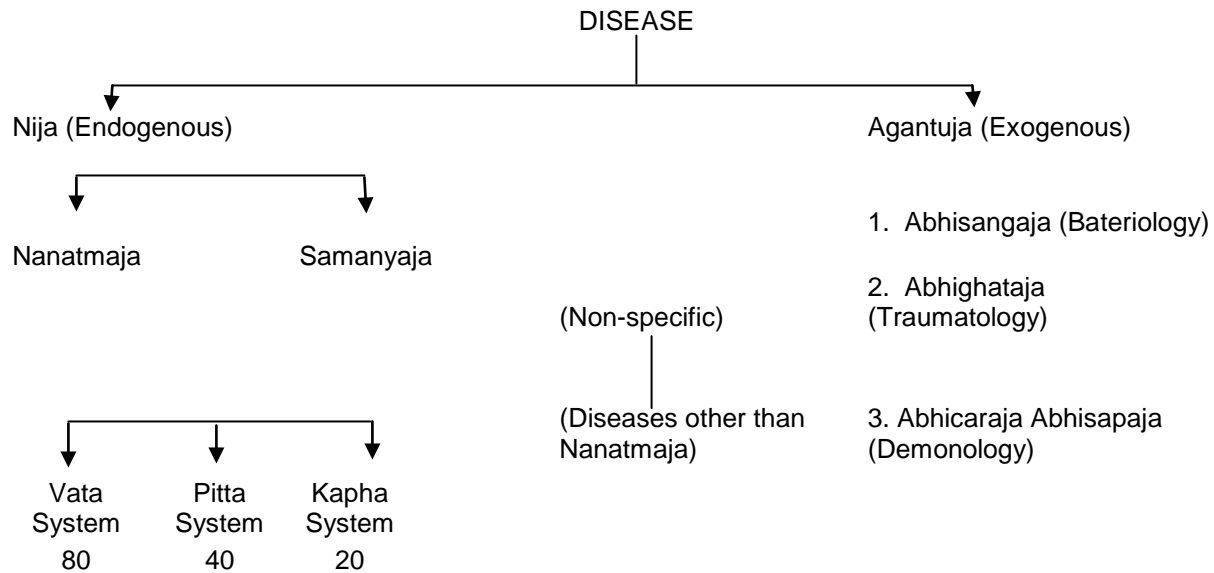 DISEASE
Nija (Endogenous)
Agantuja (Exogenous)
Nanatmaja
Samanyaja
1. Abhisangaja (Bateriology)
2. Abhighataja
(Traumatology)
(Non-specific)
(Diseases other than
Nanatmaja)
3. Abhicaraja Abhisapaja
(Demonology)
Vata
System
80
Pitta
System
40
Kapha
System
20